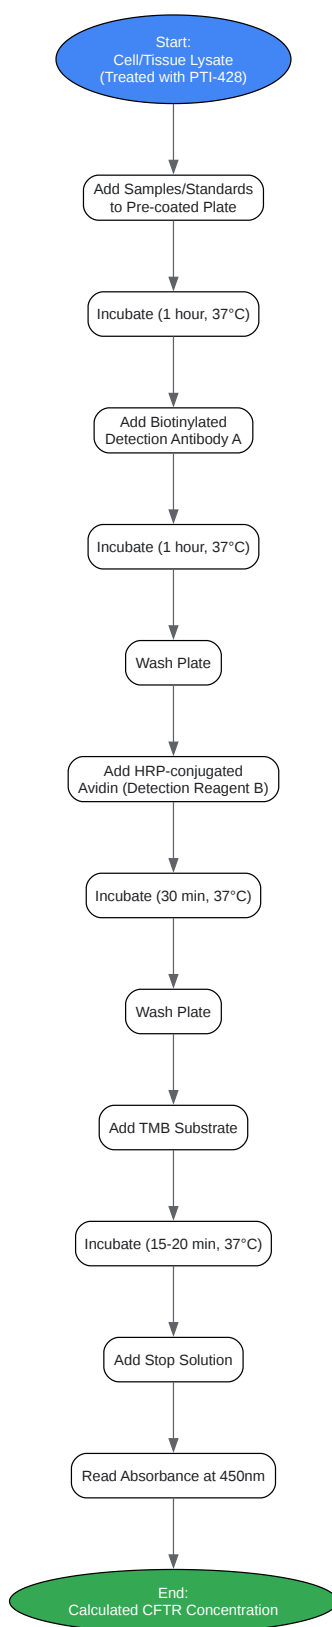 Start:
Cell/Tissue Lysate
(Treated with PTI-428)
Add Samples/Standards
to Pre-coated Plate
Incubate (1 hour, 37°C)
Add Biotinylated
Detection Antibody A
Incubate (1 hour, 37°C)
Wash Plate
Add HRP-conjugated
Avidin (Detection Reagent B)
Incubate (30 min, 37°C)
Wash Plate
Add TMB Substrate
Incubate (15-20 min, 37°C)
Add Stop Solution
Read Absorbance at 450nm
End:
Calculated CFTR Concentration